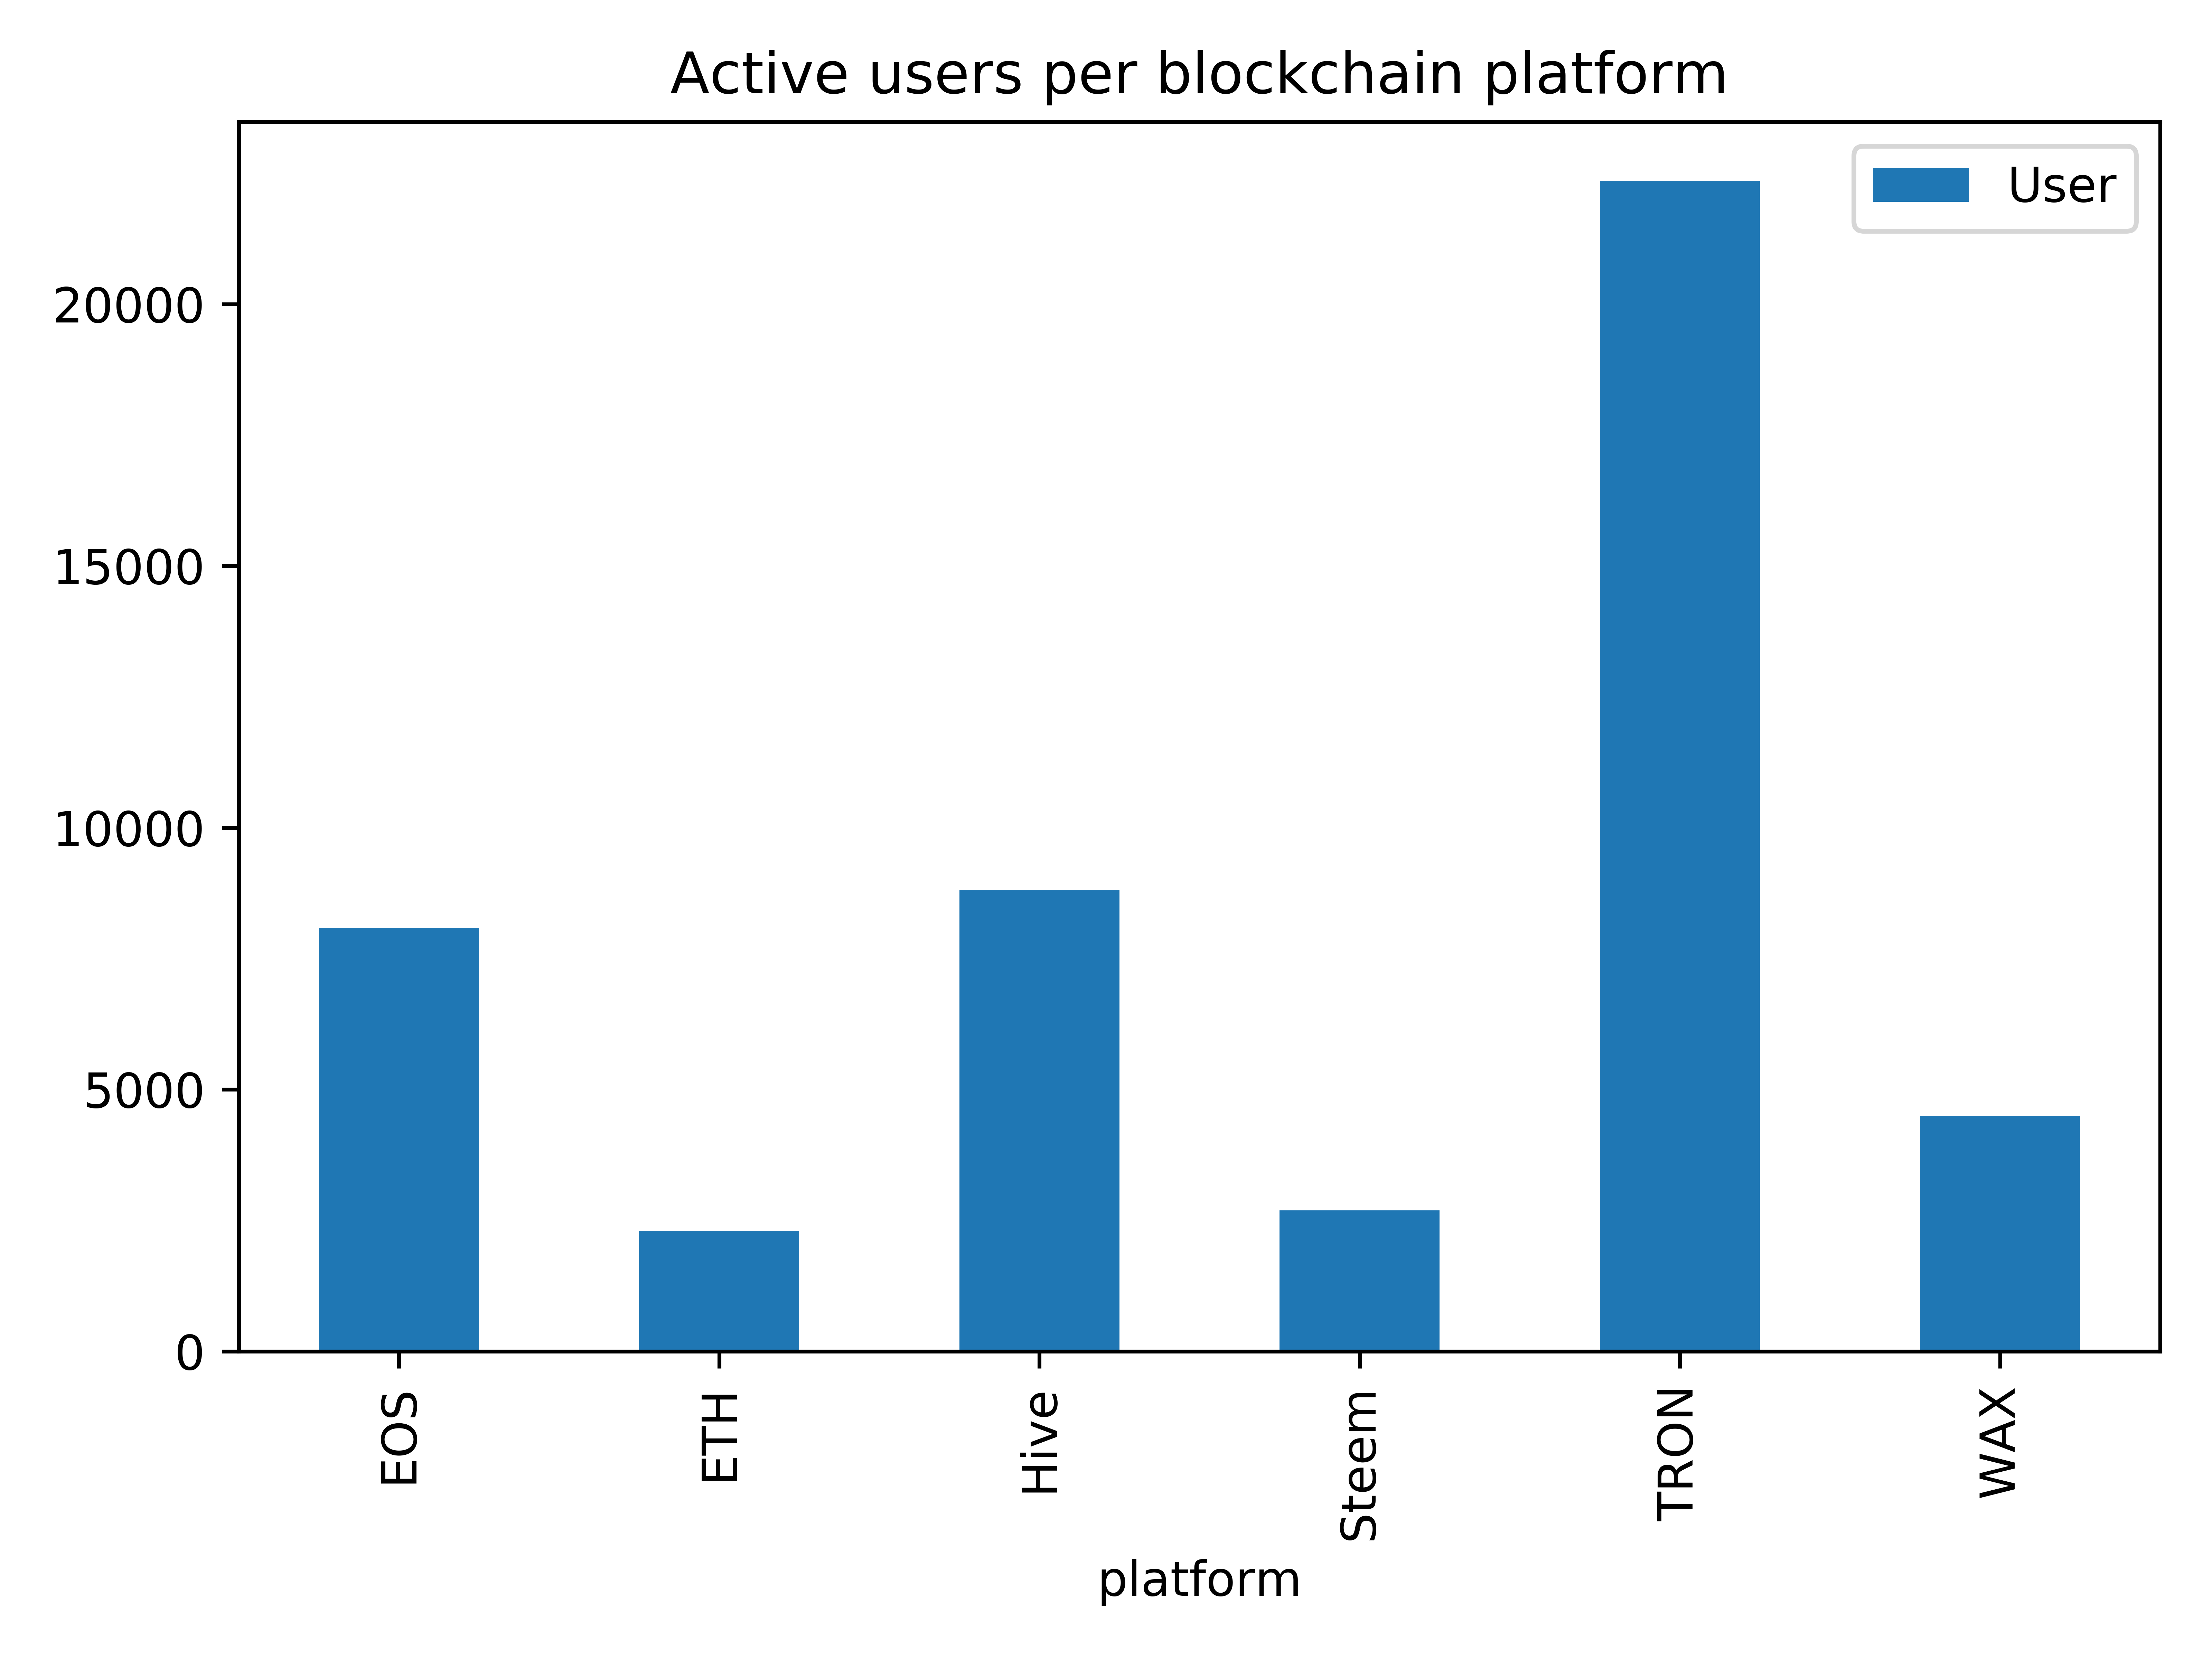 Active users per blockchain platform
User
20000
15000
10000
5000
0
EOS
ETH
Hive
Steem
TRON
WAX
platform